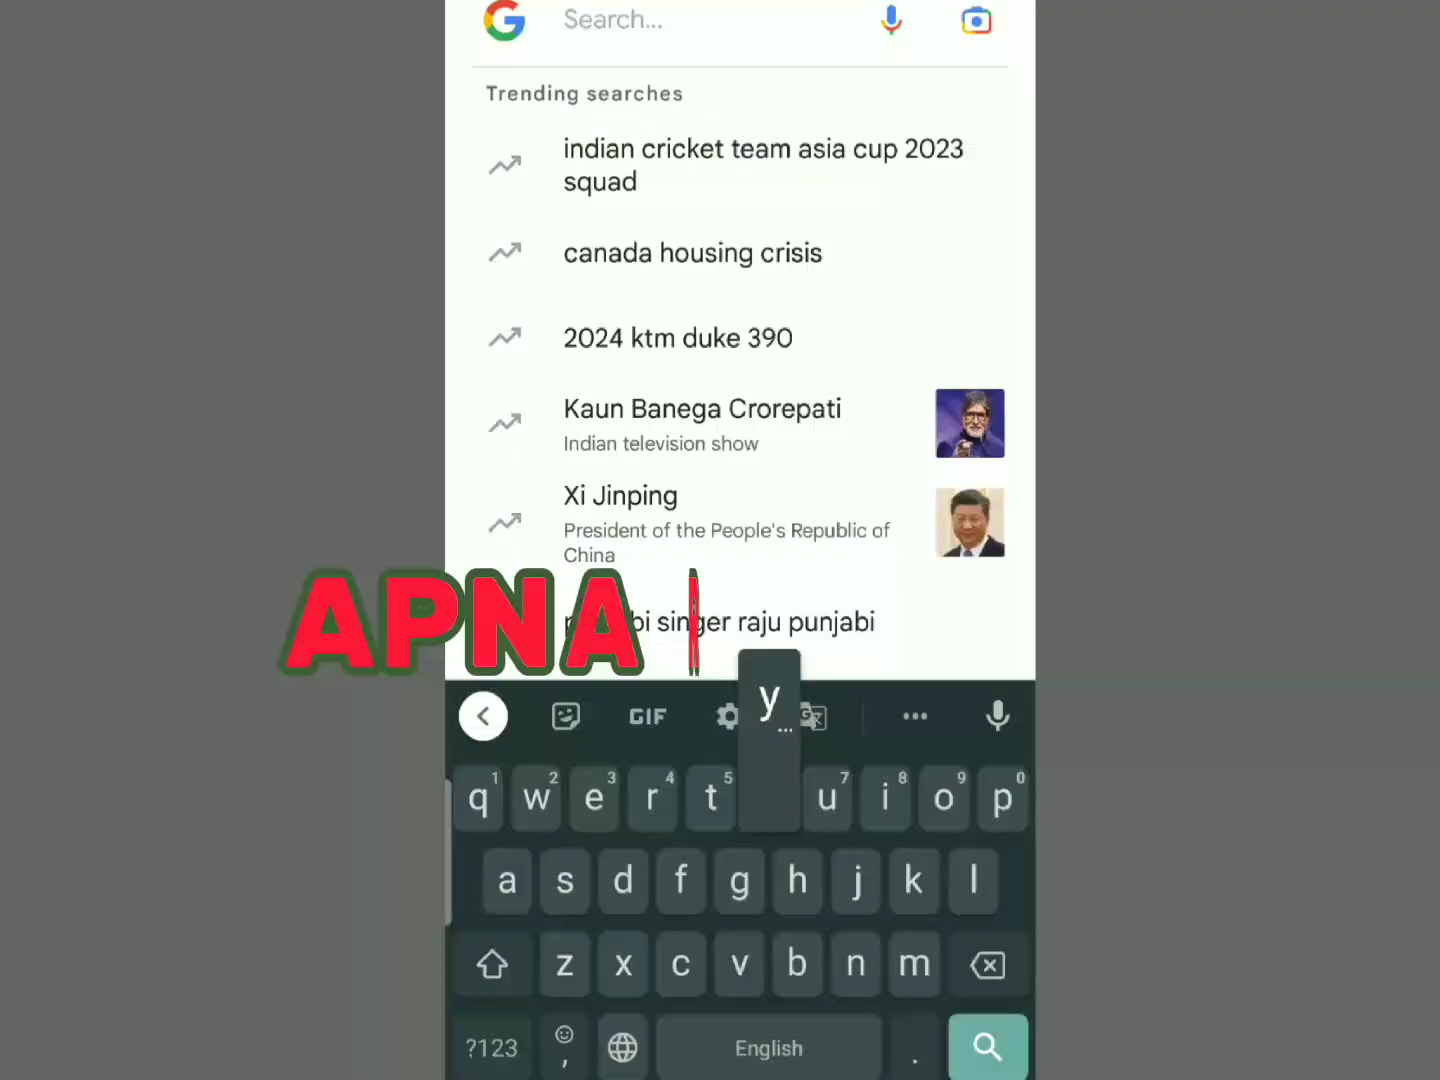 Search...
Trending searches
indian cricket team asia cup 2023
squad
canada housing crisis
2024 ktm duke 390
Kaun Banega Crorepati
Indian television show
Xi Jinping
President of the People's Republic of
China
APNA
singer raju punjabi
y
...
GIF
1 2 3 4 5 7 8 9 0
q w e r t u i o p
a s d f g h j k l
z x c v b n m
?123 , English .